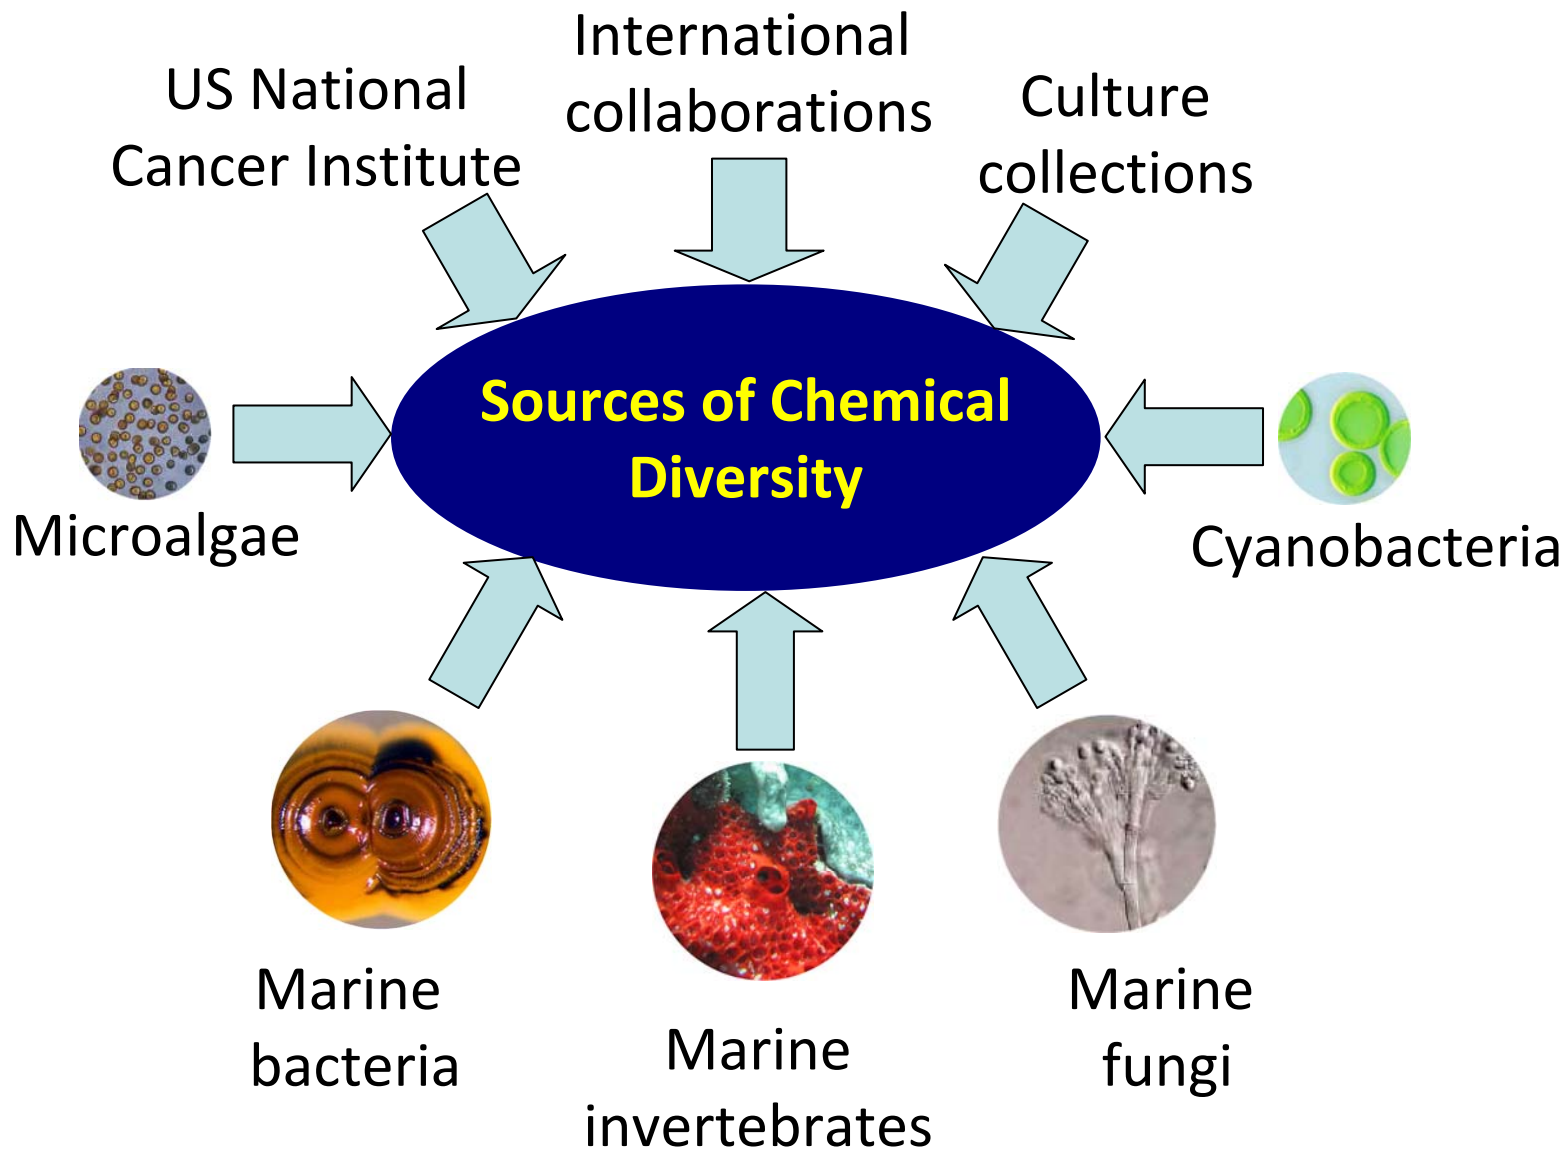 International
collaborations
US National
Cancer Institute
Culture
collections
Sources of Chemical
Diversity
Microalgae
Cyanobacteria
Marine
bacteria
Marine
invertebrates
Marine
fungi